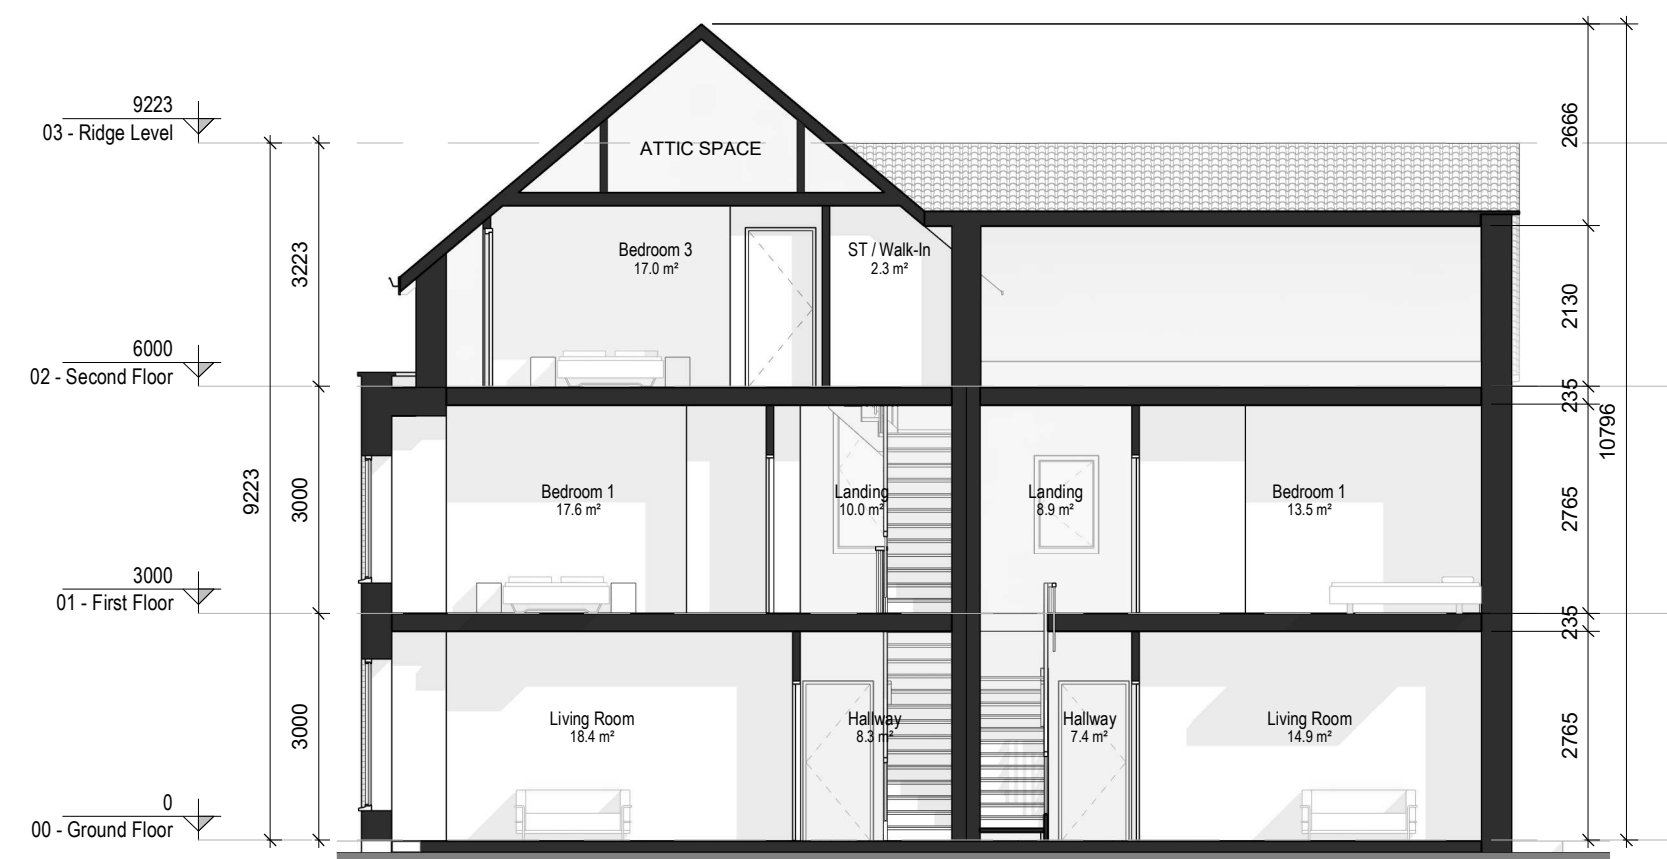 9223
03 - Ridge Level
6000
02 - Second Floor
3000
01 - First Floor
0
00 - Ground Floor
9223
3223
3000
3000
ATTIC SPACE
Bedroom 3
17.0 m²
ST / Walk-In
2.3 m²
Bedroom 1
17.6 m²
Landing
10.0 m²
Landing
8.9 m²
Bedroom 1
13.5 m²
Living Room
18.4 m²
Hallway
8.3 m²
Hallway
7.4 m²
Living Room
14.9 m²
2666
2130
235
2765
235
2765
10796